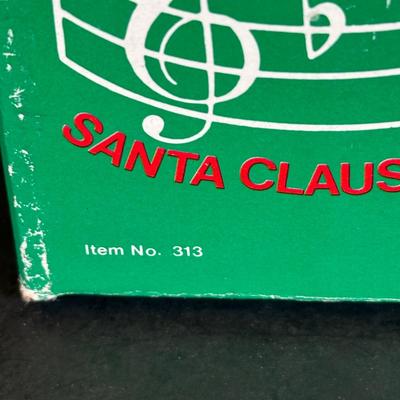 SANTA CLAUS
Item No. 313